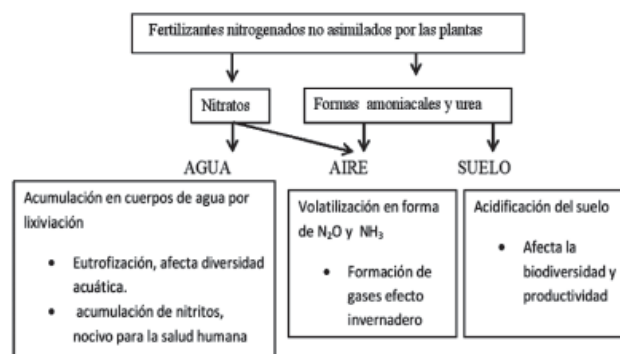 Fertilizantes nitrogenados no asimilados por las plantas
Nitratos
Formas amoniacales y urea
AGUA
AIRE
SUELO
Acumulación en cuerpos de agua por
lixiviación
• Eutrofización, afecta diversidad
acuática.
• acumulación de nitritos,
nocivo para la salud humana
Volatilización en forma
de N₂O y NH₃
• Formación de
gases efecto
invernadero
Acidificación del suelo
• Afecta la
biodiversidad y
productividad